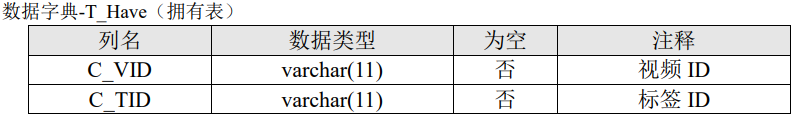 数据字典-T_Have（拥有表）
列名 数据类型 为空 注释
C_VID varchar(11) 否 视频 ID
C_TID varchar(11) 否 标签 ID